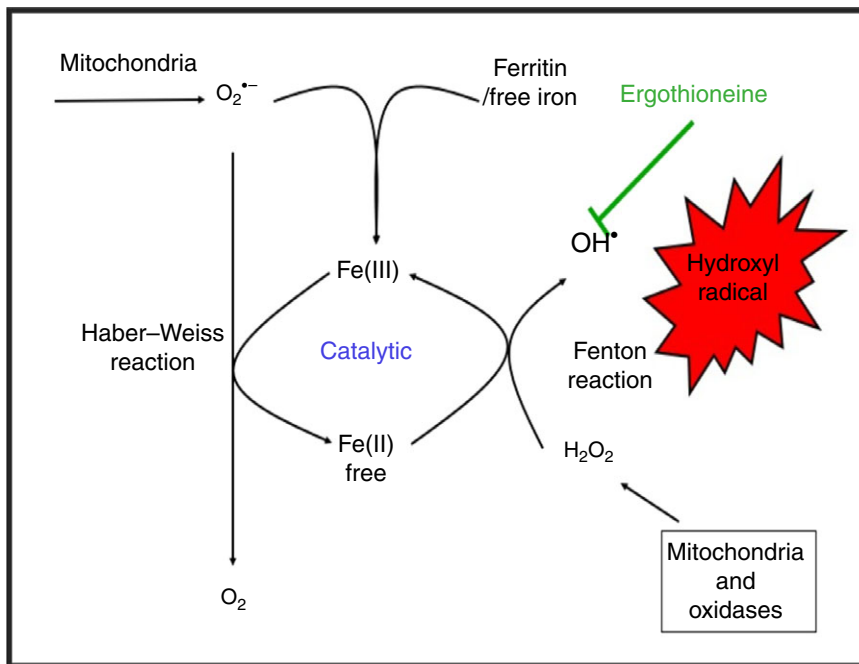 Mitochondria
O₂•−
Ferritin
/free iron
Ergothioneine
OH•
Hydroxyl
radical
Fe(III)
Haber–Weiss
reaction
Catalytic
Fenton
reaction
Fe(II)
free
H₂O₂
Mitochondria
and
oxidases
O₂